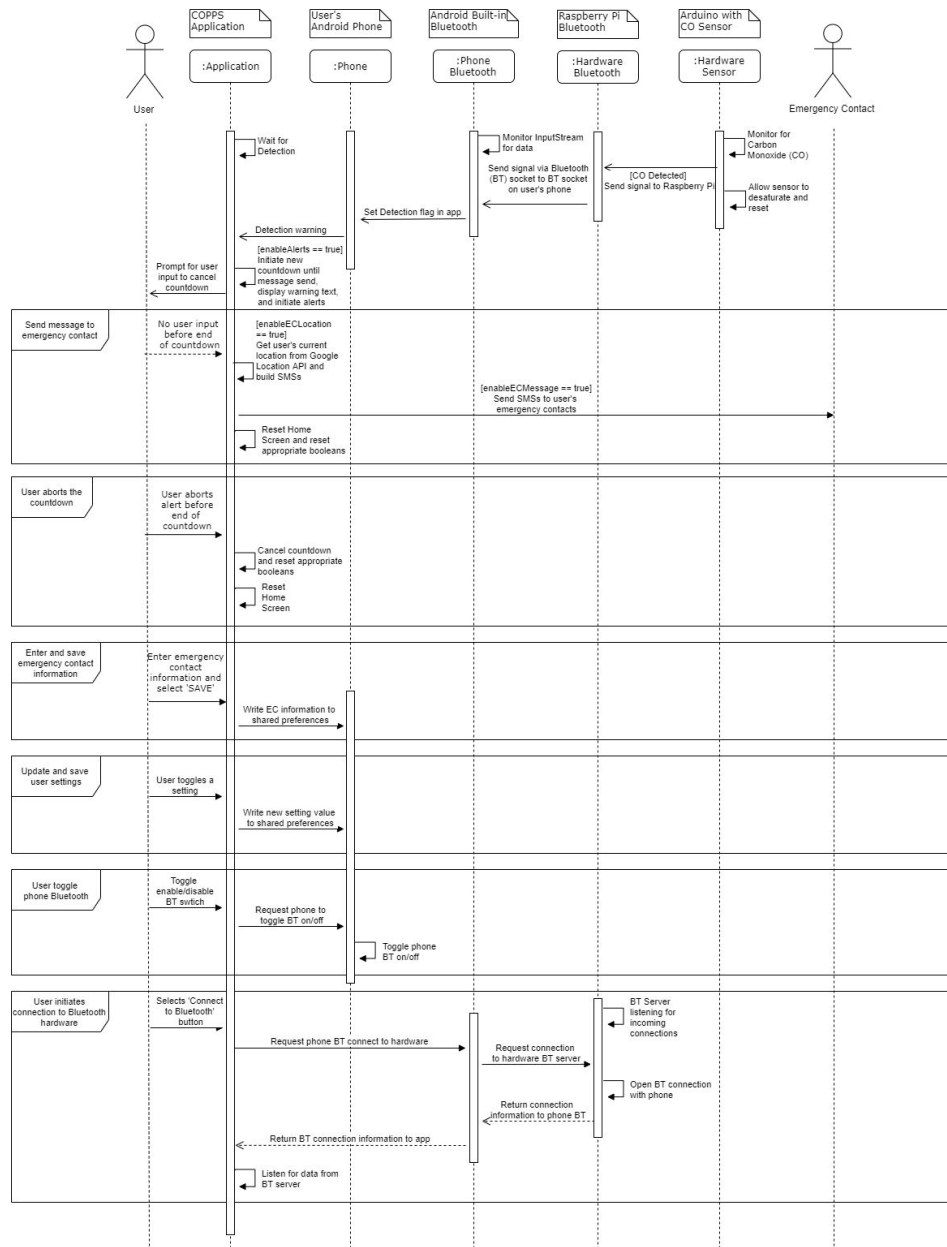 COPPS
Application
User's
Android Phone
Android Built-in
Bluetooth
Raspberry Pi
Bluetooth
Arduino with
CO Sensor
:Application
:Phone
:Phone
Bluetooth
:Hardware
Bluetooth
:Hardware
Sensor
User
Emergency Contact
Wait for
Detection
Monitor InputStream
for data
Monitor for
Carbon
Monoxide (CO)
Send signal via Bluetooth
(BT) socket to BT socket
on user's phone
[CO Detected]
Send signal to Raspberry Pi
Allow sensor to
desaturate and
reset
Set Detection flag in app
Detection warning
[enableAlerts == true]
Initiate new
countdown until
message send,
display warning text,
and initiate alerts
Prompt for user
input to cancel
countdown
Send message to
emergency contact
No user input
before end
of countdown
[enableECLocation
== true]
Get user's current
location from Google
Location API and
build SMSs
[enableECMessage == true]
Send SMSs to user's
emergency contacts
Reset Home
Screen and reset
appropriate booleans
User aborts the
countdown
User aborts
alert before
end of
countdown
Cancel countdown
and reset appropriate
booleans
Reset
Home
Screen
Enter and save
emergency contact
information
Enter emergency
contact
information and
select 'SAVE'
Write EC information to
shared preferences
Update and save
user settings
User toggles a
setting
Write new setting value
to shared preferences
User toggle
phone Bluetooth
Toggle
enable/disable
BT swtich
Request phone to
toggle BT on/off
Toggle phone
BT on/off
User initiates
connection to Bluetooth
hardware
Selects 'Connect
to Bluetooth'
button
BT Server
listening for
incoming
connections
Request phone BT connect to hardware
Request connection
to hardware BT server
Open BT connection
with phone
Return connection
information to phone BT
Return BT connection information to app
Listen for data from
BT server